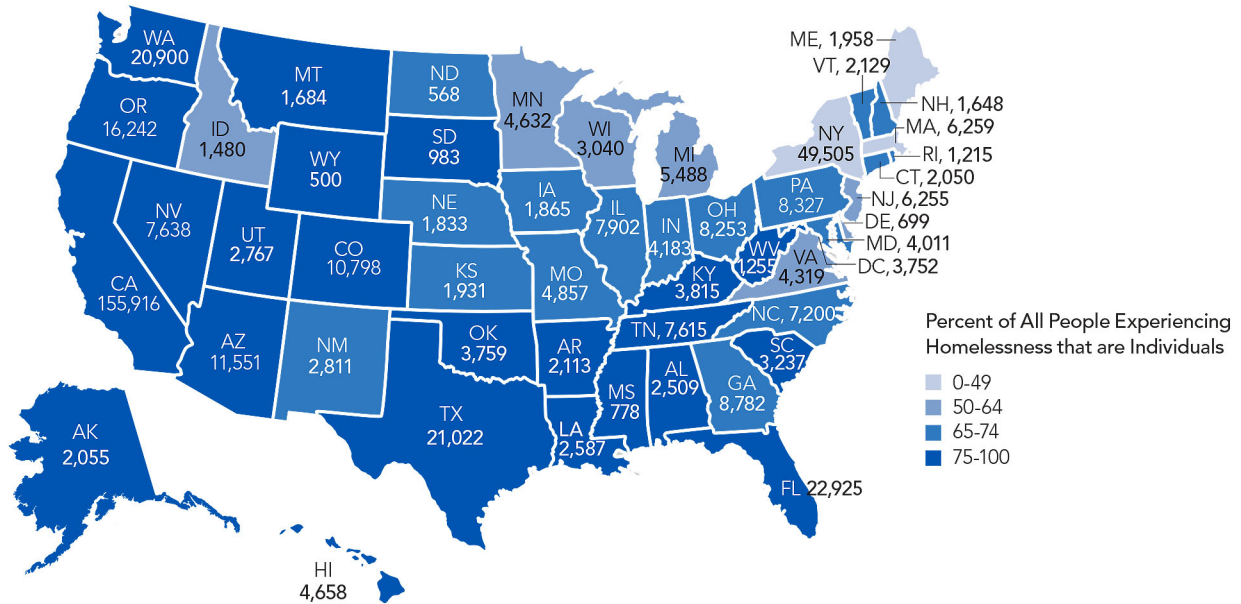 WA
20,900
OR
16,242
ID
1,480
MT
1,684
WY
500
NV
7,638
CA
155,916
UT
2,767
CO
10,798
AZ
11,551
NM
2,811
ND
568
SD
983
NE
1,833
KS
1,931
OK
3,759
TX
21,022
MN
4,632
IA
1,865
MO
4,857
AR
2,113
LA
2,587
WI
3,040
IL
7,902
MI
5,488
IN
4,183
OH
8,253
KY
3,815
TN, 7,615
MS
778
AL
2,509
GA
8,782
FL 22,925
SC
3,237
NC, 7,200
VA
4,319
WV
1,255
PA
8,327
NY
49,505
ME, 1,958
VT, 2,129
NH, 1,648
MA, 6,259
RI, 1,215
CT, 2,050
NJ, 6,255
DE, 699
MD, 4,011
DC, 3,752
AK
2,055
HI
4,658
Percent of All People Experiencing
Homelessness that are Individuals
0-49
50-64
65-74
75-100